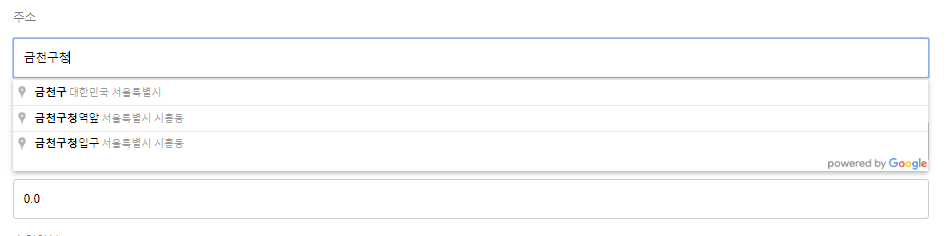 주소
금천구청
금천구 대한민국 서울특별시
금천구청역앞 서울특별시 시흥동
금천구청입구 서울특별시 시흥동
powered by Google
0.0